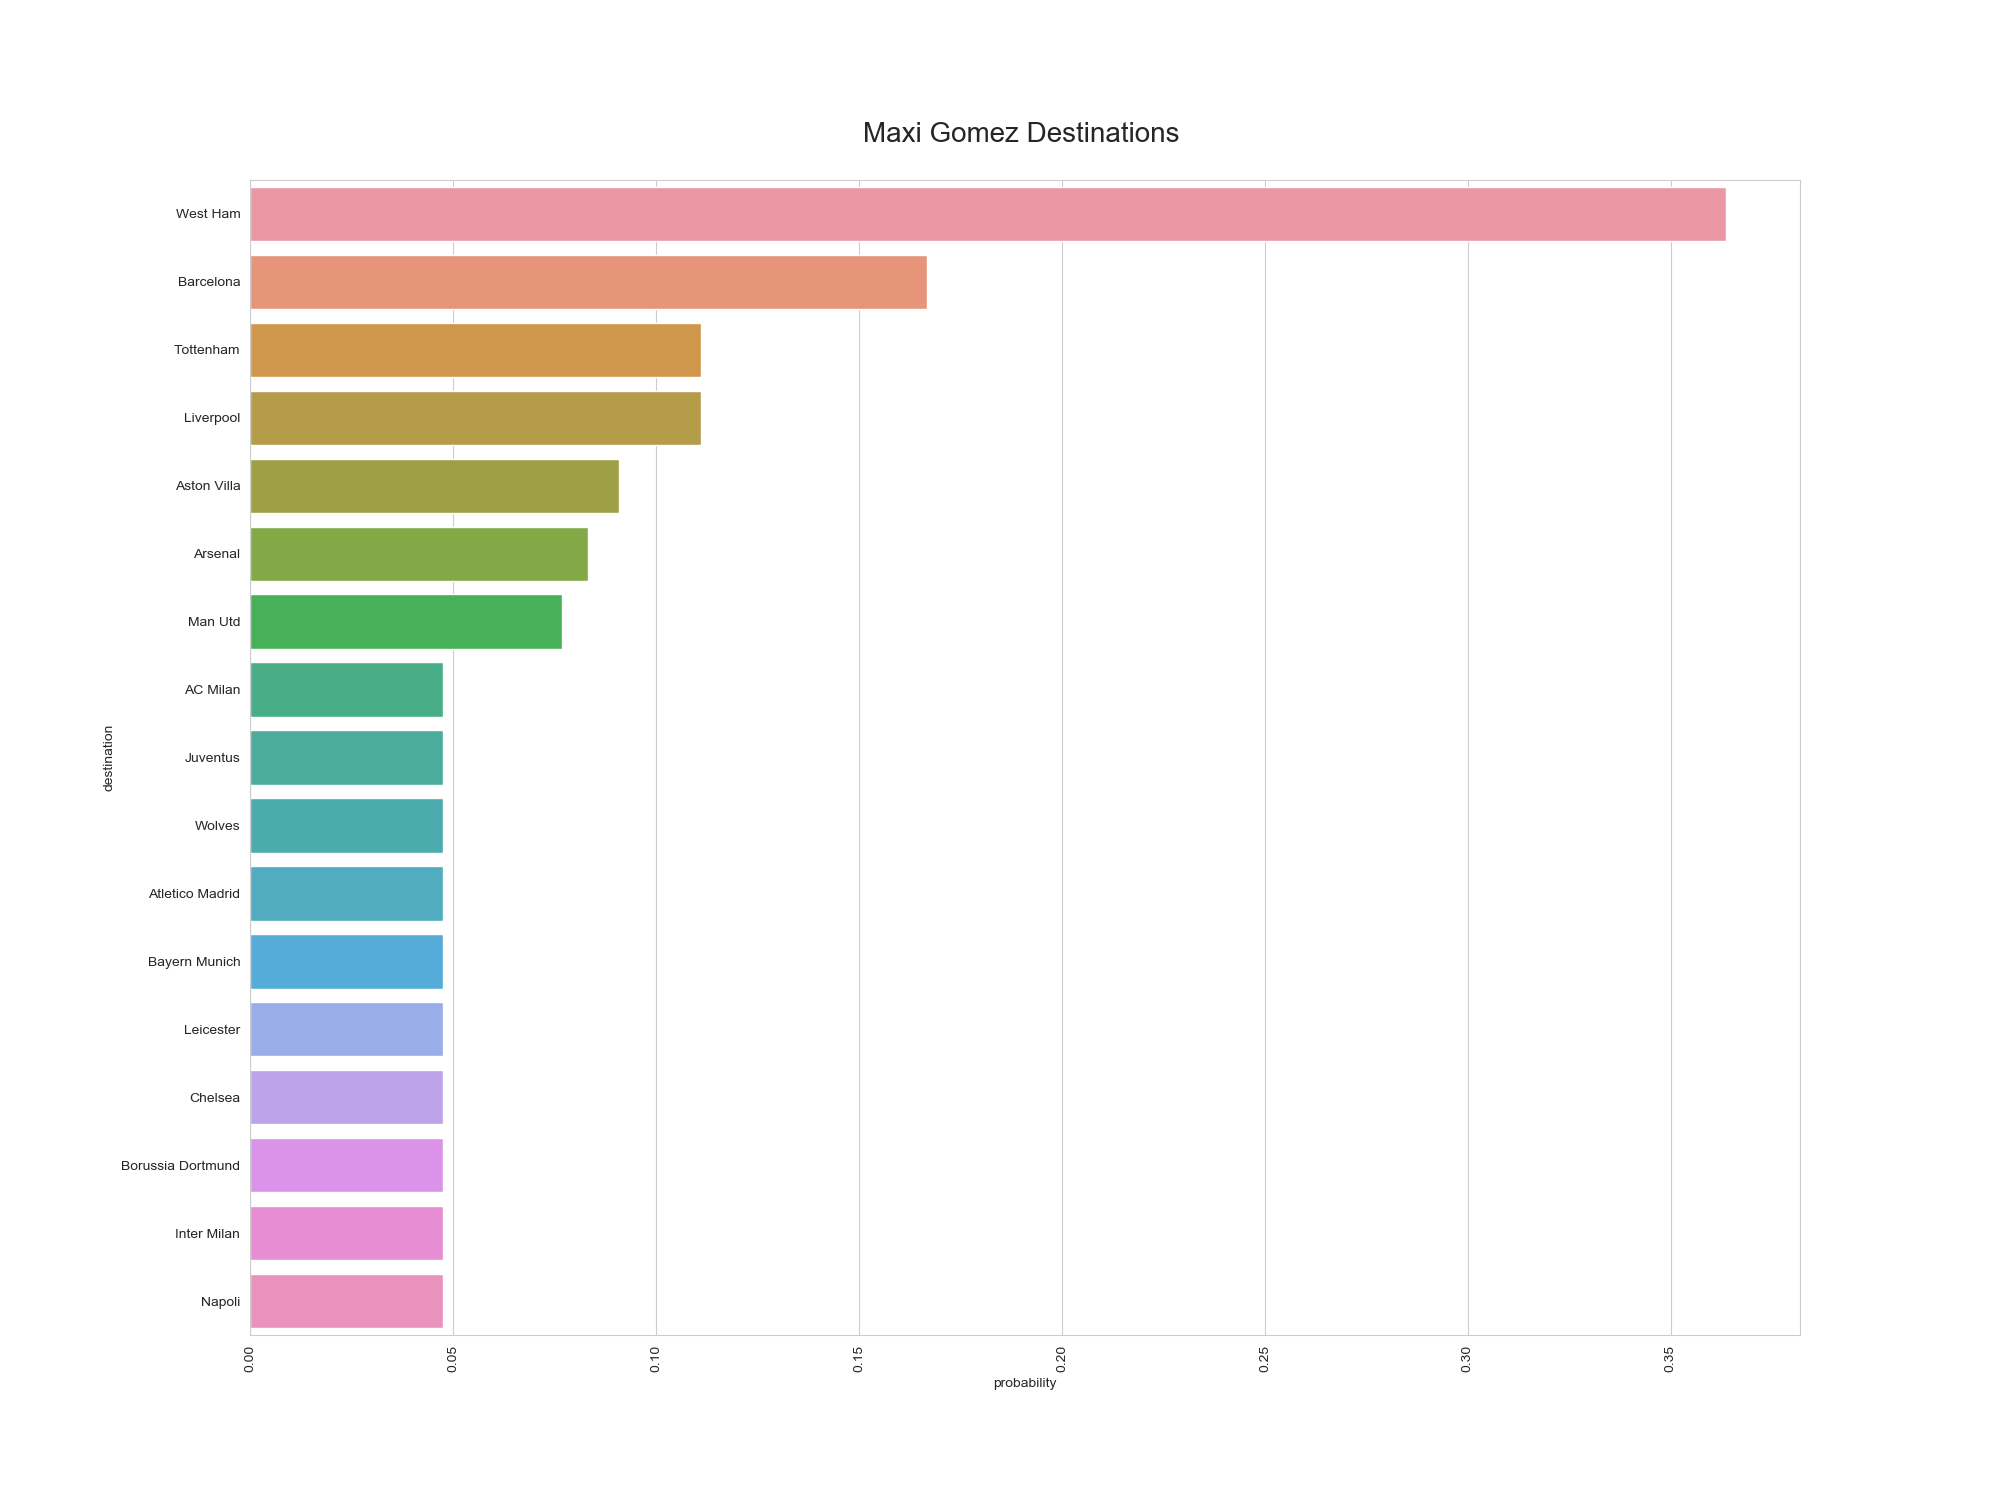 Maxi Gomez Destinations
West Ham
Barcelona
Tottenham
Liverpool
Aston Villa
Arsenal
Man Utd
AC Milan
Juventus
Wolves
Atletico Madrid
Bayern Munich
Leicester
Chelsea
Borussia Dortmund
Inter Milan
Napoli
destination
0.00
0.05
0.10
0.15
0.20
0.25
0.30
0.35
probability